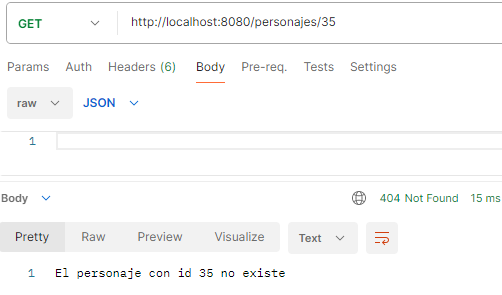 GET http://localhost:8080/personajes/35
Params Auth Headers (6) Body Pre-req. Tests Settings
raw JSON
1
Body 404 Not Found 15 ms
Pretty Raw Preview Visualize Text
1 El personaje con id 35 no existe